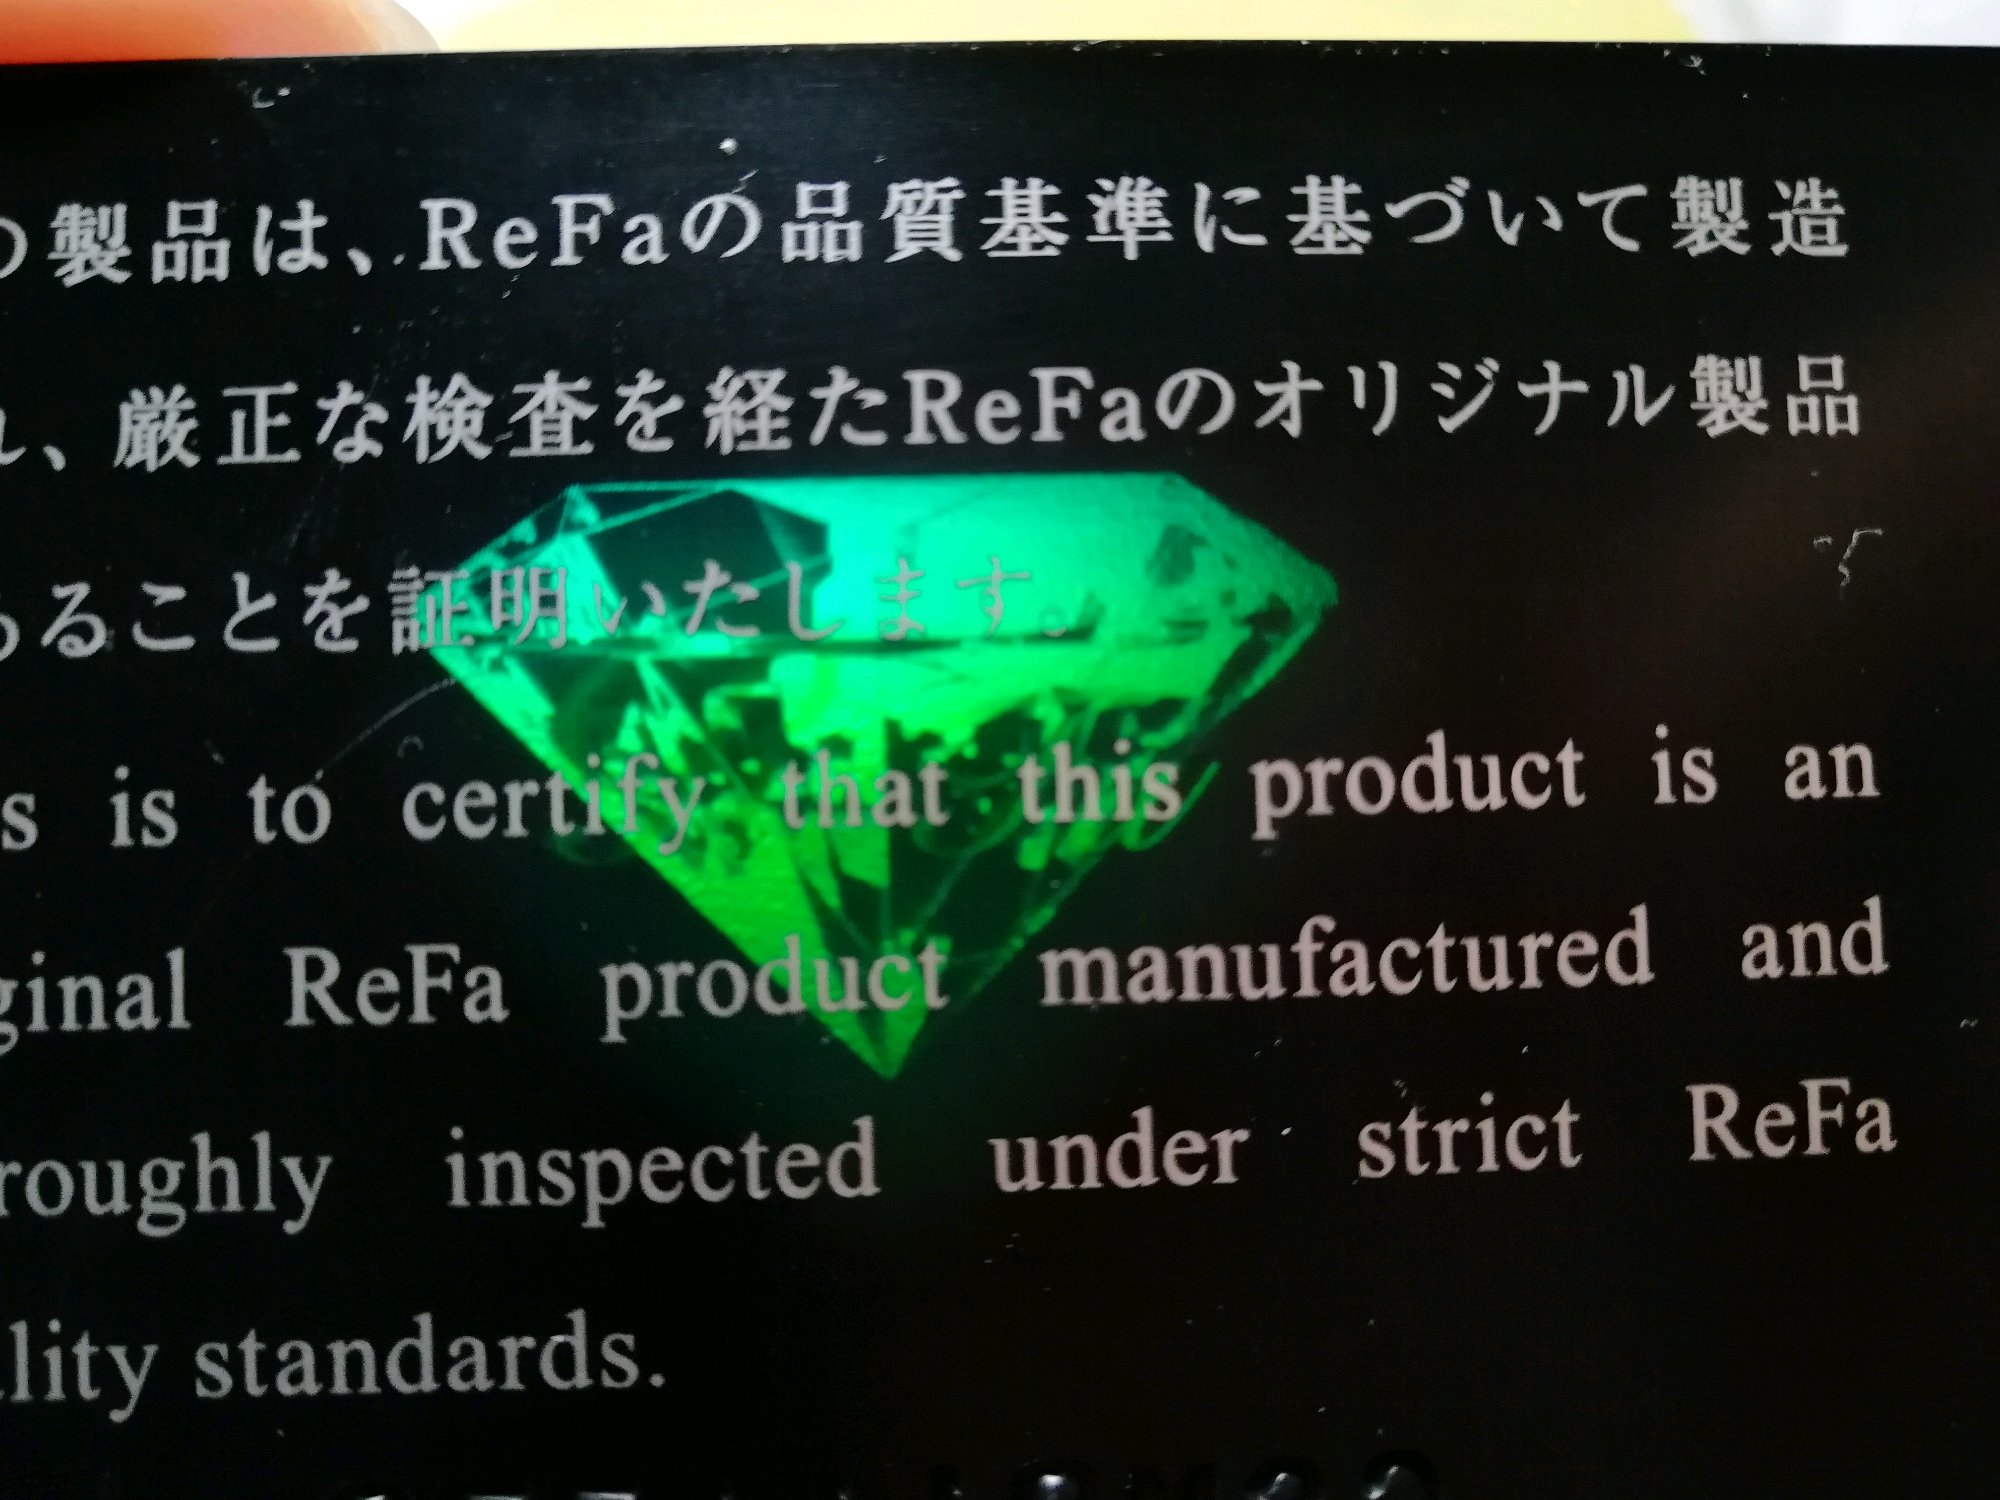 の製品は、ReFaの品質基準に基づいて製造
れ、厳正な検査を経たReFaのオリジナル製品
あることを証明いたします。
s is to certify that this product is an
ginal ReFa product manufactured and
roughly inspected under strict ReFa
lity standards.